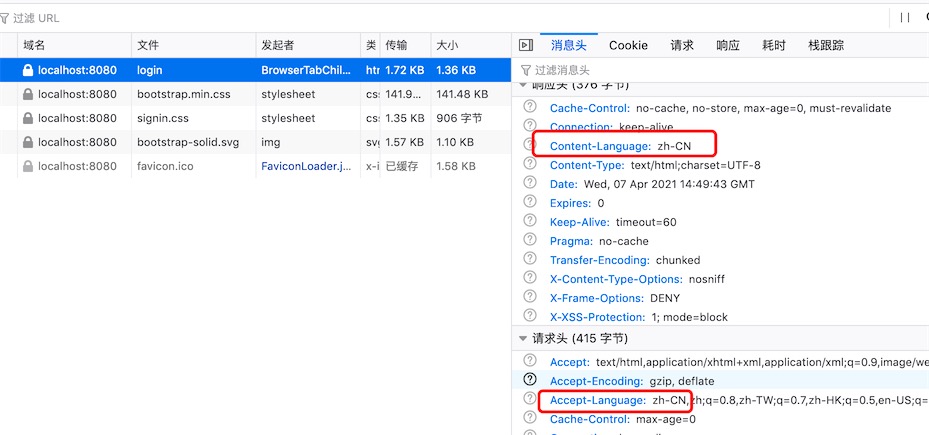 过滤 URL
域名 文件 发起者 类 传输 大小
localhost:8080 login BrowserTabChil... htm 1.72 KB 1.36 KB
localhost:8080 bootstrap.min.css stylesheet css 141.9... 141.48 KB
localhost:8080 signin.css stylesheet css 1.35 KB 906 字节
localhost:8080 bootstrap-solid.svg img svg 1.57 KB 1.10 KB
localhost:8080 favicon.ico FaviconLoader.j... x-i 已缓存 1.58 KB
消息头 Cookie 请求 响应 耗时 栈跟踪
过滤消息头
响应头 (376 字节)
Cache-Control: no-cache, no-store, max-age=0, must-revalidate
Connection: keep-alive
Content-Language: zh-CN
Content-Type: text/html;charset=UTF-8
Date: Wed, 07 Apr 2021 14:49:43 GMT
Expires: 0
Keep-Alive: timeout=60
Pragma: no-cache
Transfer-Encoding: chunked
X-Content-Type-Options: nosniff
X-Frame-Options: DENY
X-XSS-Protection: 1; mode=block
请求头 (415 字节)
Accept: text/html,application/xhtml+xml,application/xml;q=0.9,image/we
Accept-Encoding: gzip, deflate
Accept-Language: zh-CN,zh;q=0.8,zh-TW;q=0.7,zh-HK;q=0.5,en-US;q=
Cache-Control: max-age=0